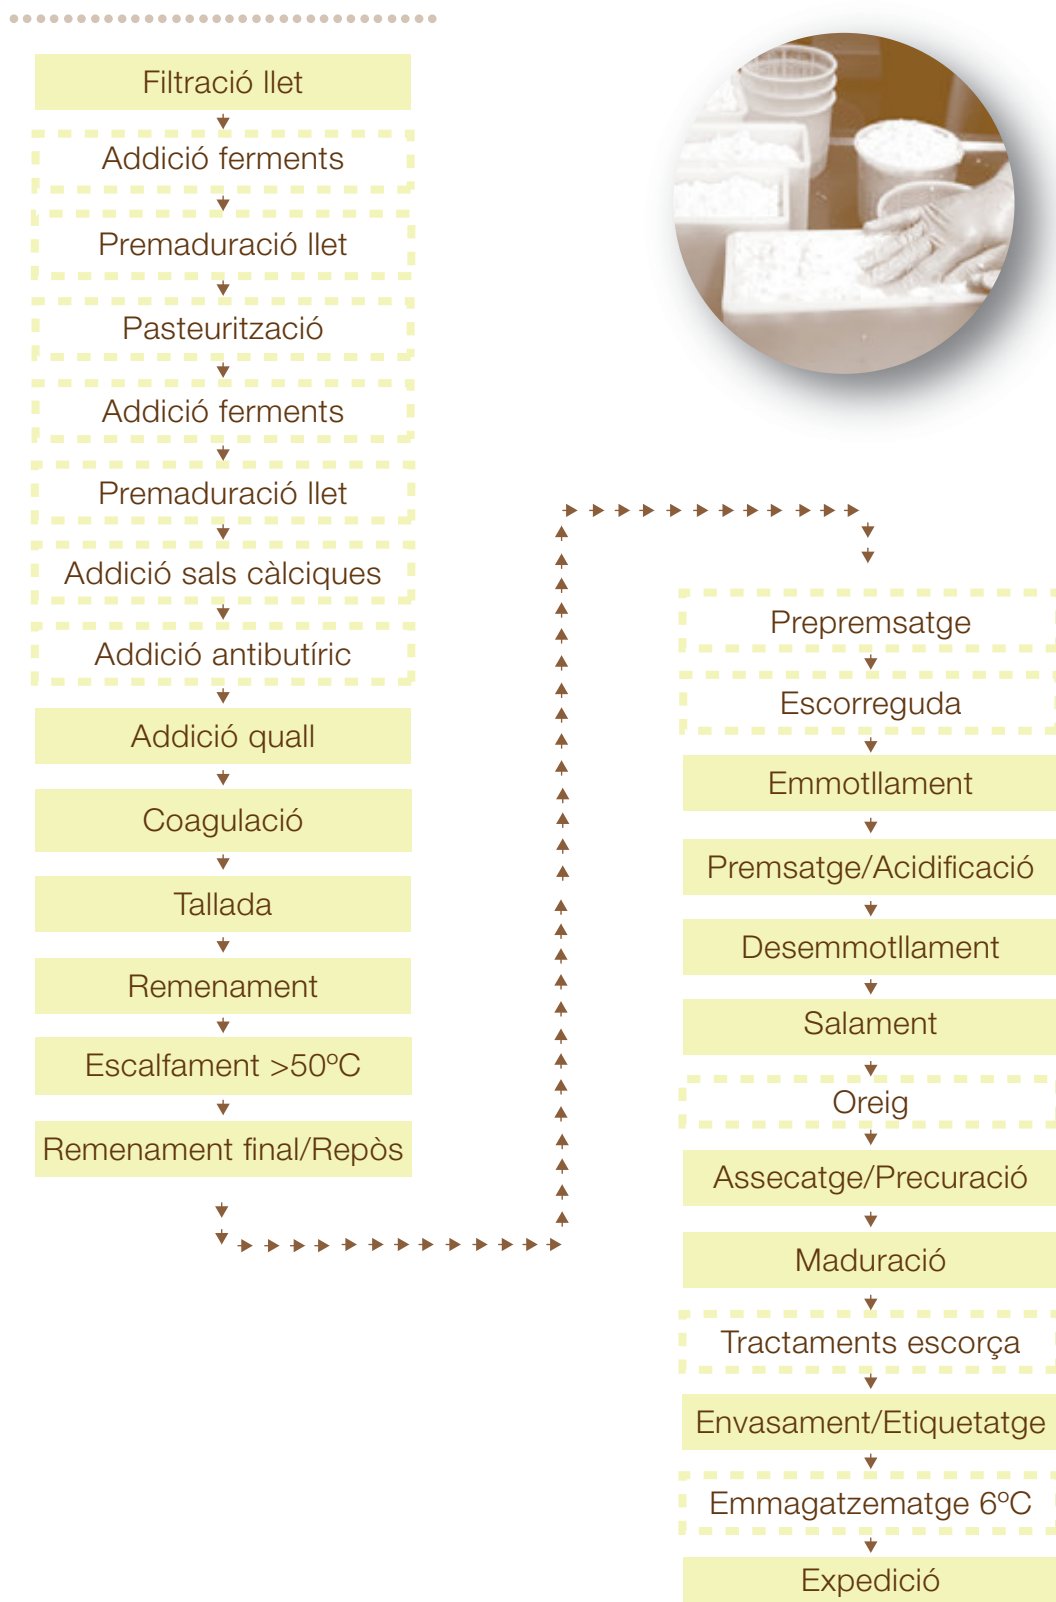 Filtració llet
Addició ferments
Premaduració llet
Pasteurització
Addició ferments
Premaduració llet
Addició sals càlciques
Addició antibutíric
Addició quall
Coagulació
Tallada
Remenament
Escalfament >50ºC
Remenament final/Repòs
Prepremsatge
Escorreguda
Emmotllament
Premsatge/Acidificació
Desemmotllament
Salament
Oreig
Assecatge/Precuració
Maduració
Tractaments escorça
Envasament/Etiquetatge
Emmagatzematge 6ºC
Expedició